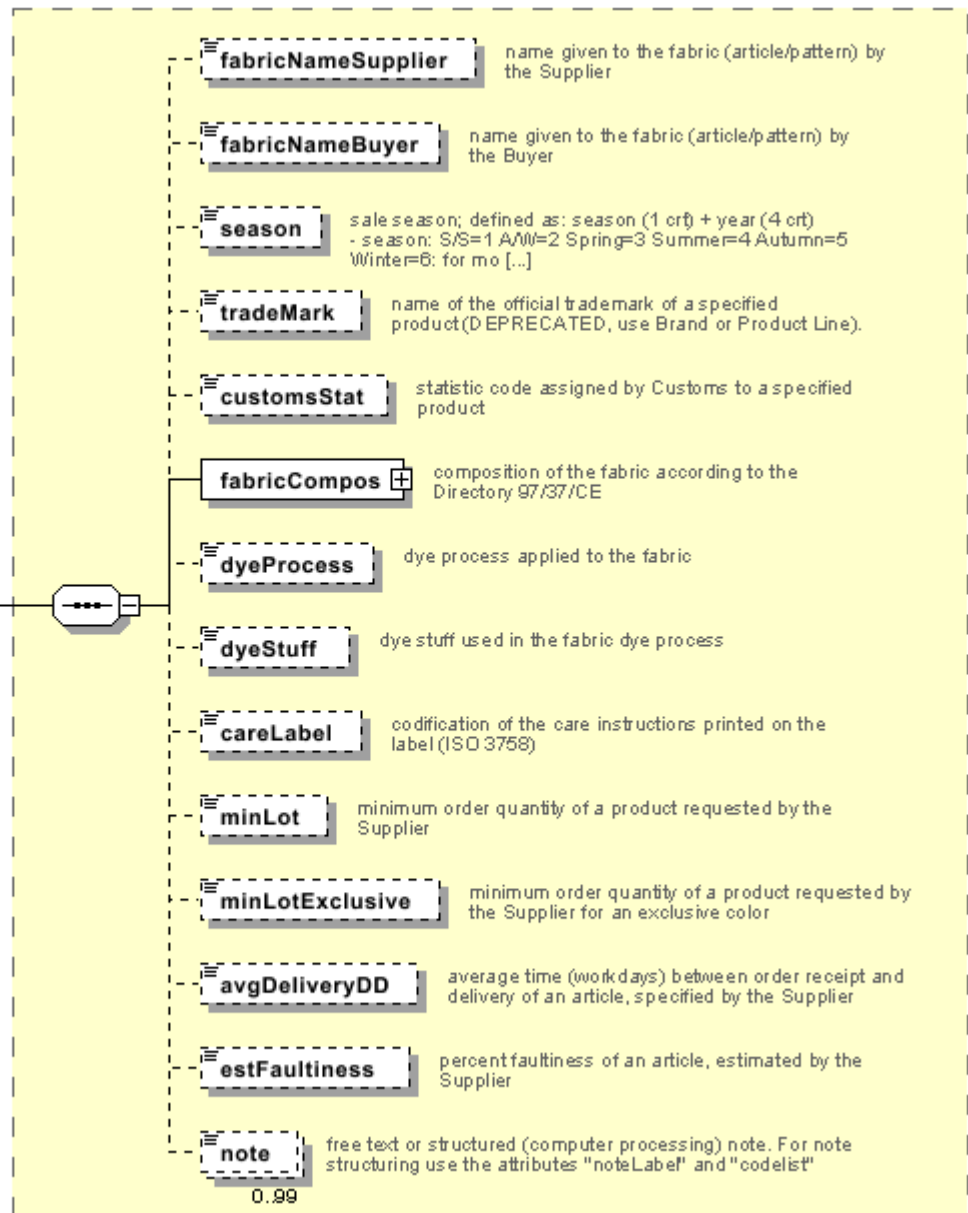 fabricNameSupplier
name given to the fabric (article/pattern) by
the Supplier
fabricNameBuyer
name given to the fabric (article/pattern) by
the Buyer
season
sale season; defined as: season (1 crt) + year (4 crt)
- season: S/S=1 A/W=2 Spring=3 Summer=4 Autumn=5
Winter=6: for mo [...]
tradeMark
name of the official trademark of a specified
product(DEPRECATED, use Brand or Product Line).
customsStat
statistic code assigned by Customs to a specified
product
fabricCompos
composition of the fabric according to the
Directory 97/37/CE
dyeProcess
dye process applied to the fabric
dyeStuff
dye stuff used in the fabric dye process
careLabel
codification of the care instructions printed on the
label (ISO 3758)
minLot
minimum order quantity of a product requested by the
Supplier
minLotExclusive
minimum order quantity of a product requested by
the Supplier for an exclusive color
avgDeliveryDD
average time (workdays) between order receipt and
delivery of an article, specified by the Supplier
estFaultiness
percent faultiness of an article, estimated by the
Supplier
note
free text or structured (computer processing) note. For note
structuring use the attributes "noteLabel" and "codelist"
0..99